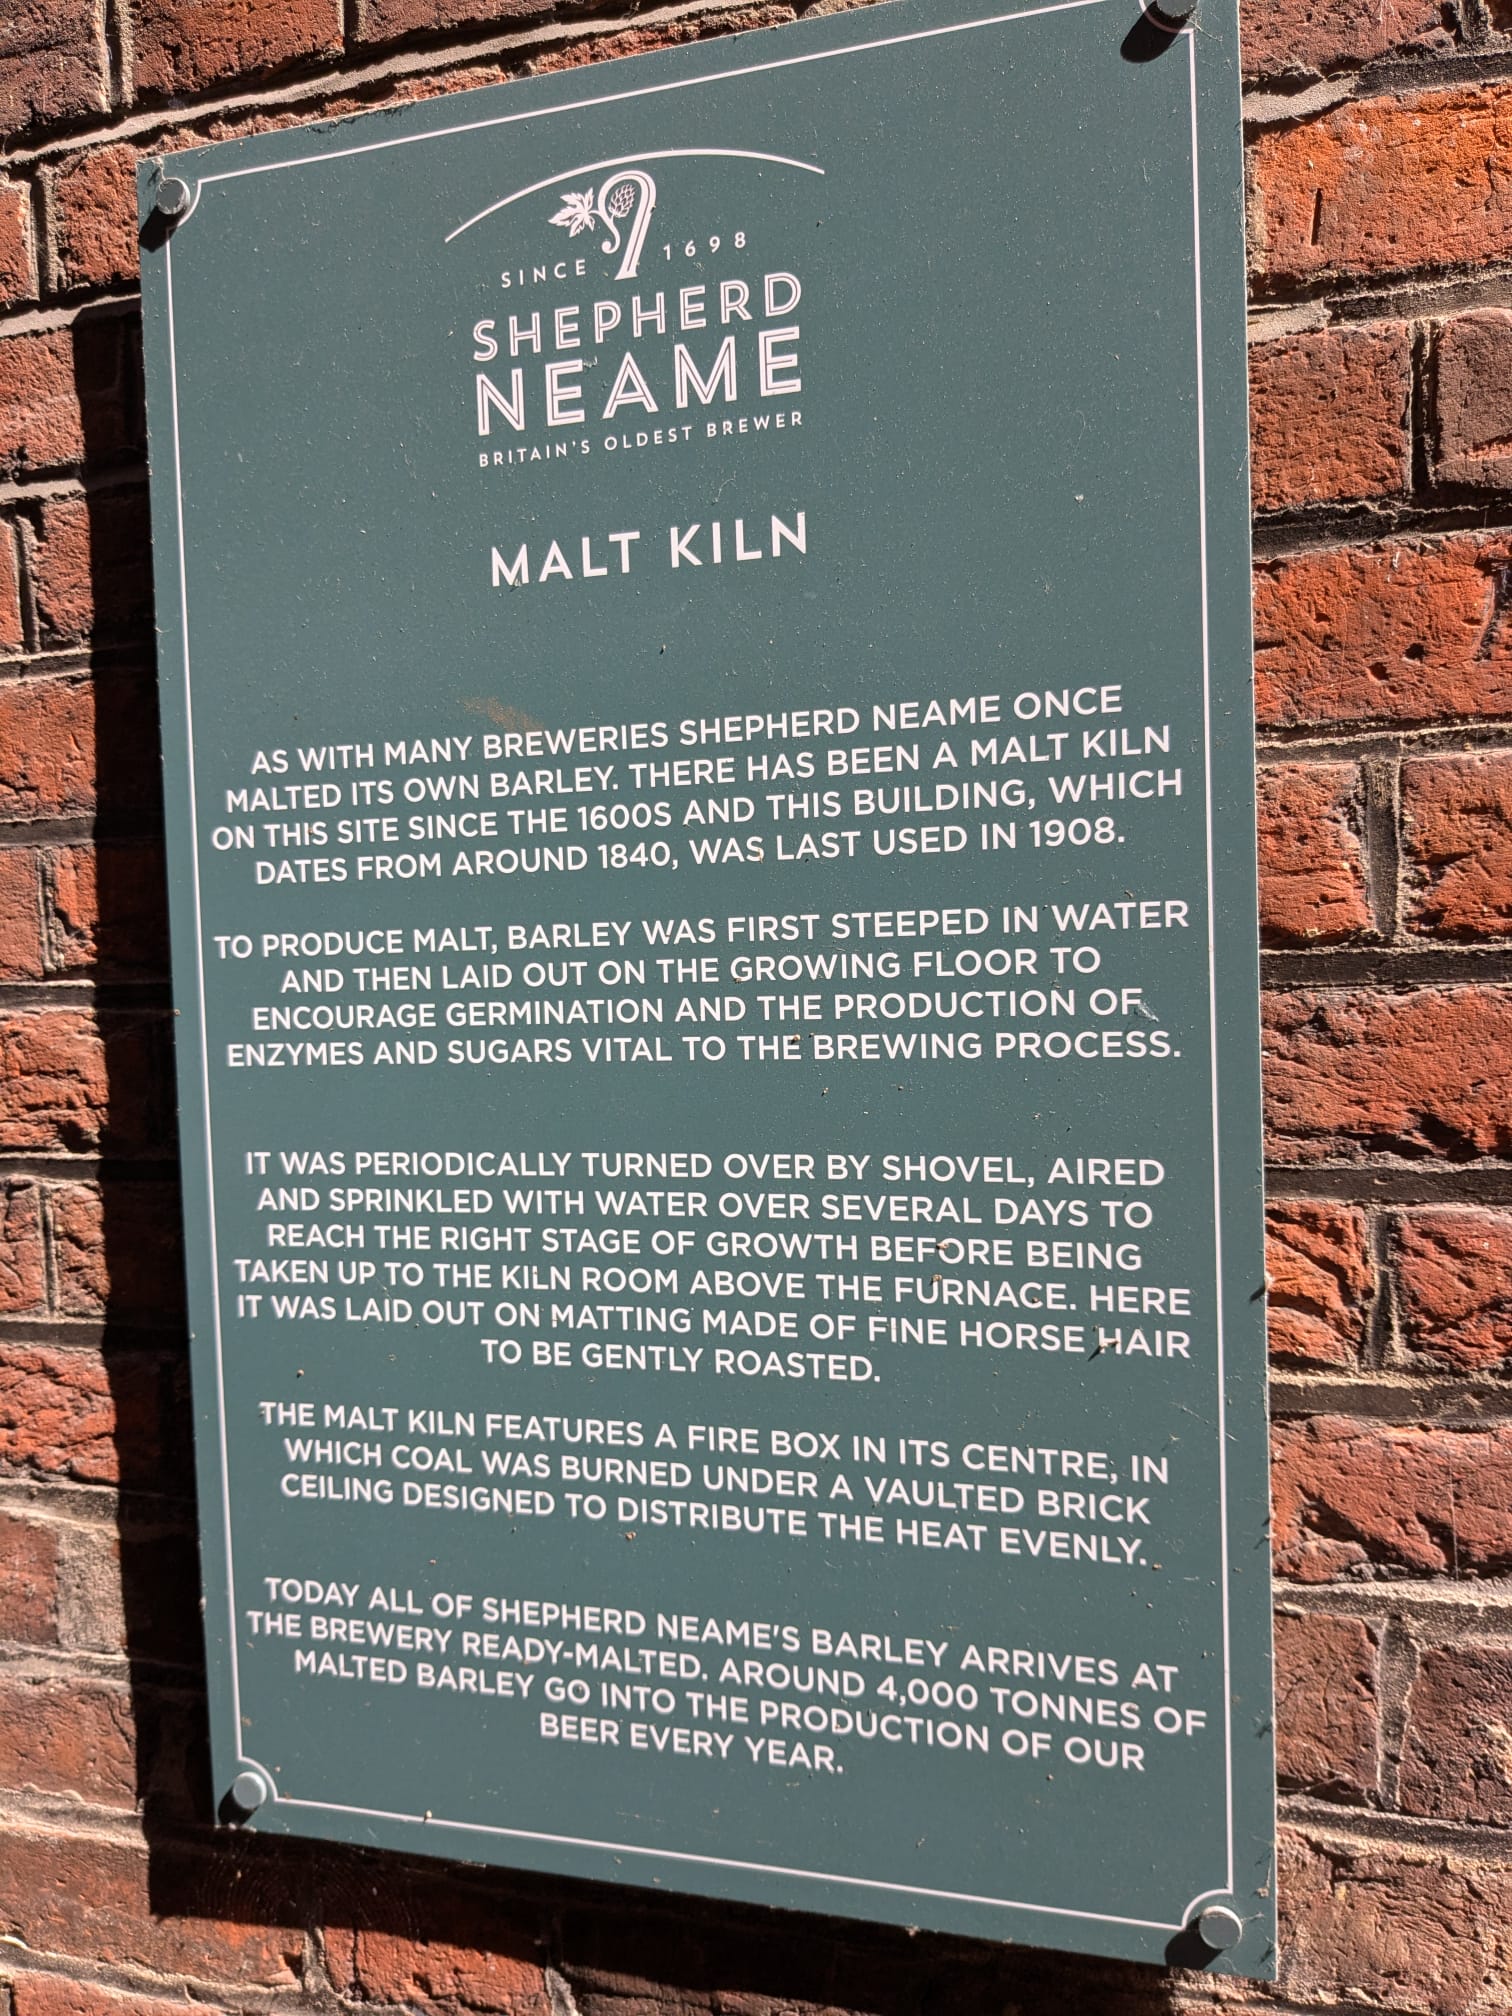 SINCE 1698
SHEPHERD
NEAME
BRITAIN'S OLDEST BREWER
MALT KILN
AS WITH MANY BREWERIES SHEPHERD NEAME ONCE
MALTED ITS OWN BARLEY. THERE HAS BEEN A MALT KILN
ON THIS SITE SINCE THE 1600S AND THIS BUILDING, WHICH
DATES FROM AROUND 1840, WAS LAST USED IN 1908.
TO PRODUCE MALT, BARLEY WAS FIRST STEEPED IN WATER
AND THEN LAID OUT ON THE GROWING FLOOR TO
ENCOURAGE GERMINATION AND THE PRODUCTION OF
ENZYMES AND SUGARS VITAL TO THE BREWING PROCESS.
IT WAS PERIODICALLY TURNED OVER BY SHOVEL, AIRED
AND SPRINKLED WITH WATER OVER SEVERAL DAYS TO
REACH THE RIGHT STAGE OF GROWTH BEFORE BEING
TAKEN UP TO THE KILN ROOM ABOVE THE FURNACE. HERE
IT WAS LAID OUT ON MATTING MADE OF FINE HORSE HAIR
TO BE GENTLY ROASTED.
THE MALT KILN FEATURES A FIRE BOX IN ITS CENTRE, IN
WHICH COAL WAS BURNED UNDER A VAULTED BRICK
CEILING DESIGNED TO DISTRIBUTE THE HEAT EVENLY.
TODAY ALL OF SHEPHERD NEAME'S BARLEY ARRIVES AT
THE BREWERY READY-MALTED. AROUND 4,000 TONNES OF
MALTED BARLEY GO INTO THE PRODUCTION OF OUR
BEER EVERY YEAR.